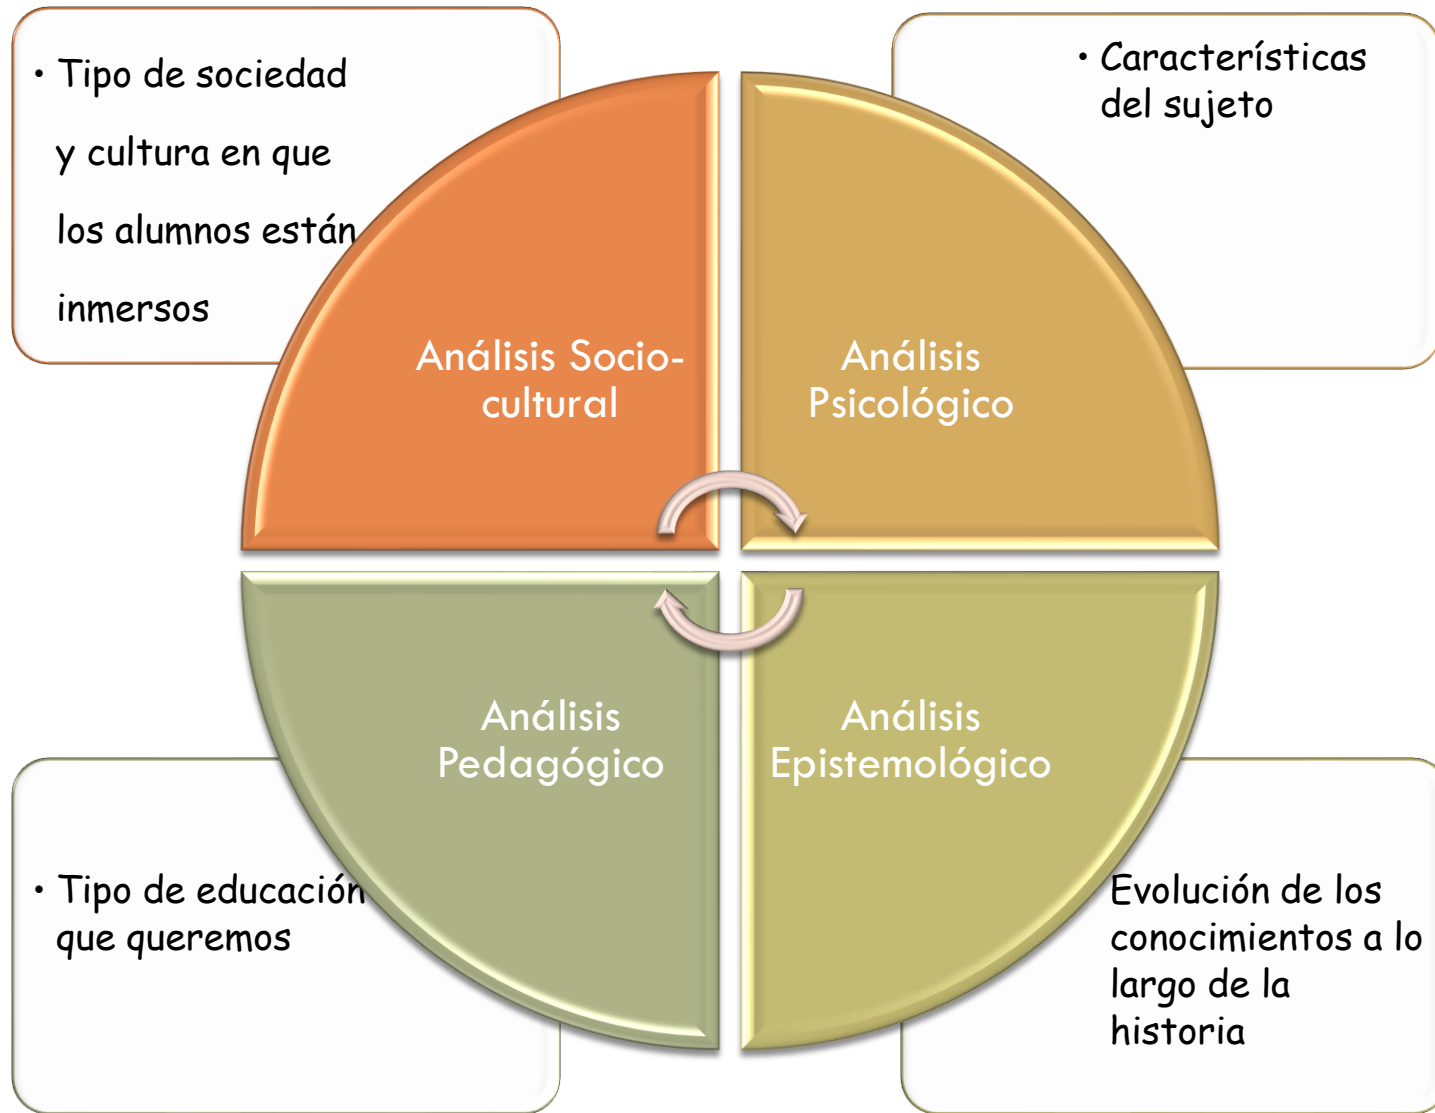 • Tipo de sociedad
y cultura en que
los alumnos están
inmersos
• Características
del sujeto
Análisis Socio-
cultural
Análisis
Psicológico
Análisis
Pedagógico
Análisis
Epistemológico
• Tipo de educación
que queremos
Evolución de los
conocimientos a lo
largo de la
historia